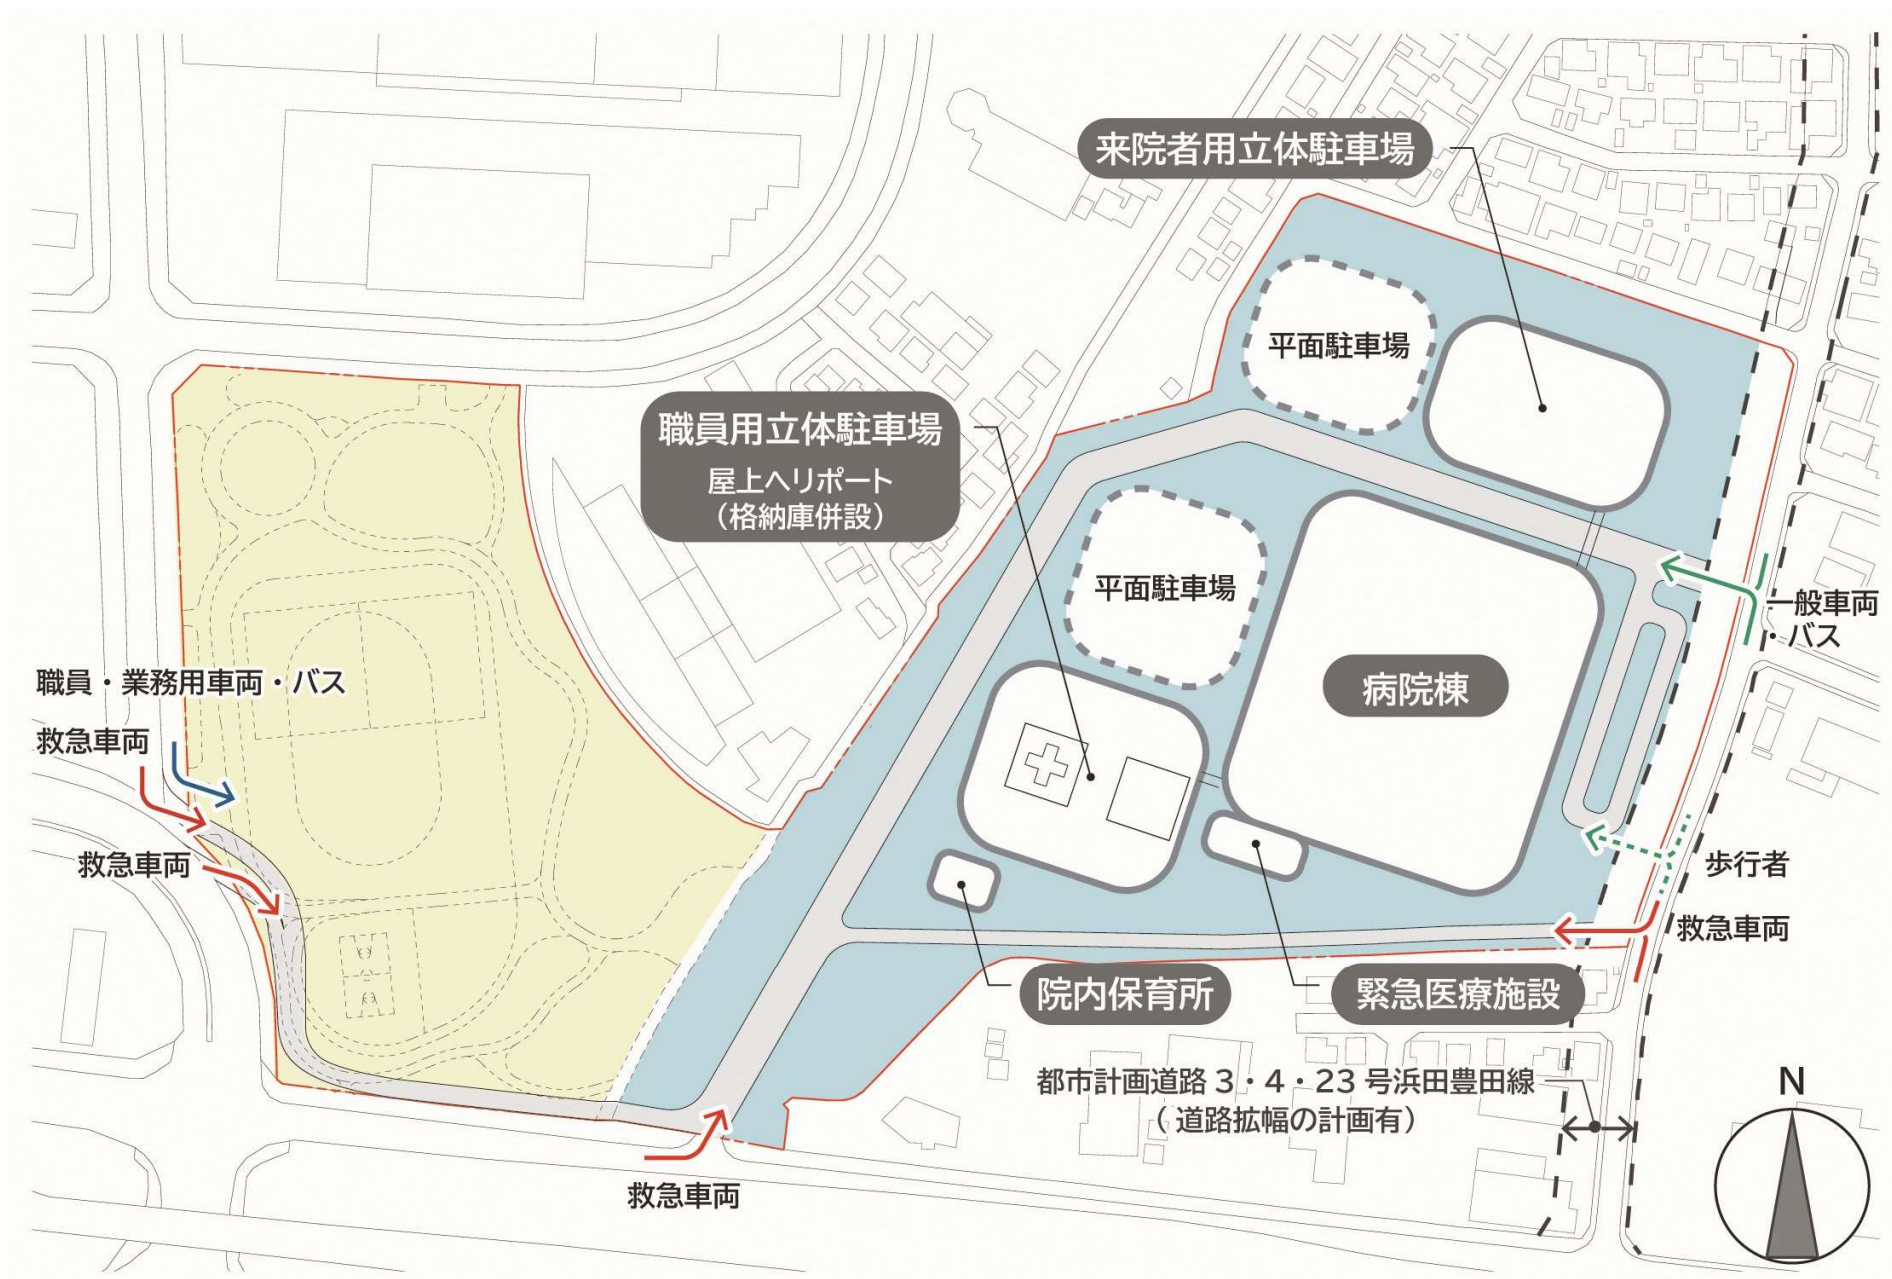 来院者用立体駐車場
平面駐車場
職員用立体駐車場
屋上ヘリポート
（格納庫併設）
平面駐車場
一般車両
・バス
病院棟
職員・業務用車両・バス
救急車両
救急車両
歩行者
救急車両
院内保育所
緊急医療施設
都市計画道路３・４・23 号浜田豊田線
（ 道路拡幅の計画有）
N
救急車両